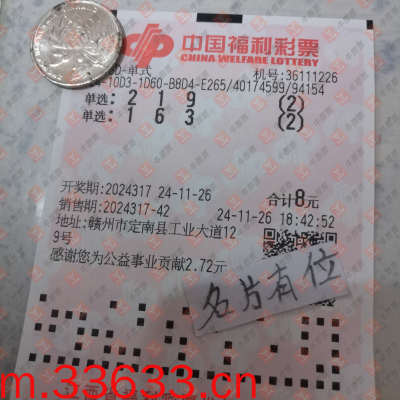 中国福利彩票
CHINA WELFARE LOTTERY
D-单式 机号:36111226
10D3-1D60-B8D4-E265/40174599/94154
单选: 2 1 9 (2)
单选: 1 6 3 (2)
开奖期:2024317 24-11-26 合计8元
销售期:2024317-42 24-11-26 18:42:52
地址:赣州市定南县工业大道12
9号
感谢您为公益事业贡献2.72元
名片有位
m.33633.cn